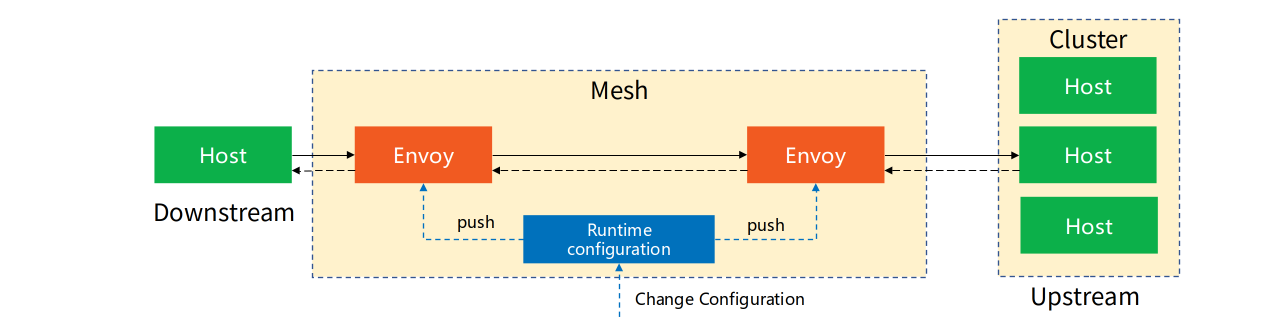 Cluster
Host
Mesh
Host
Envoy
Envoy
Host
Downstream
push
Runtime
configuration
push
Host
Change Configuration
Upstream